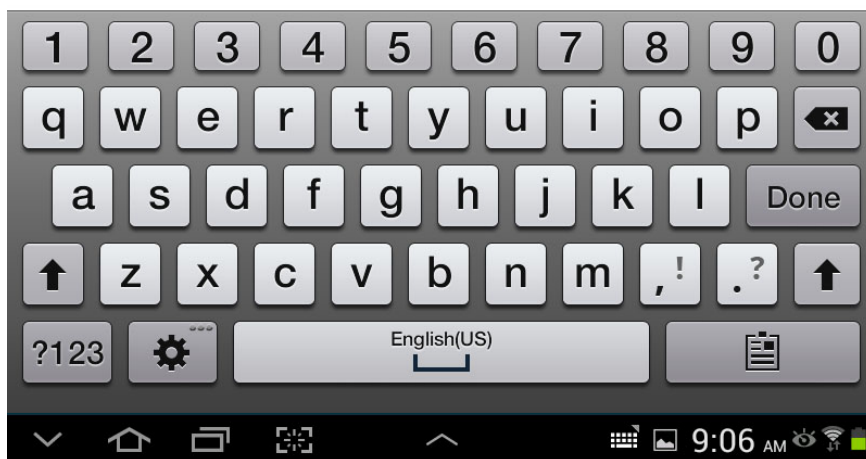 1 2 3 4 5 6 7 8 9 0
q w e r t y u i o p
a s d f g h j k l Done
z x c v b n m ,! .?
?123 English(US)
9:06 AM